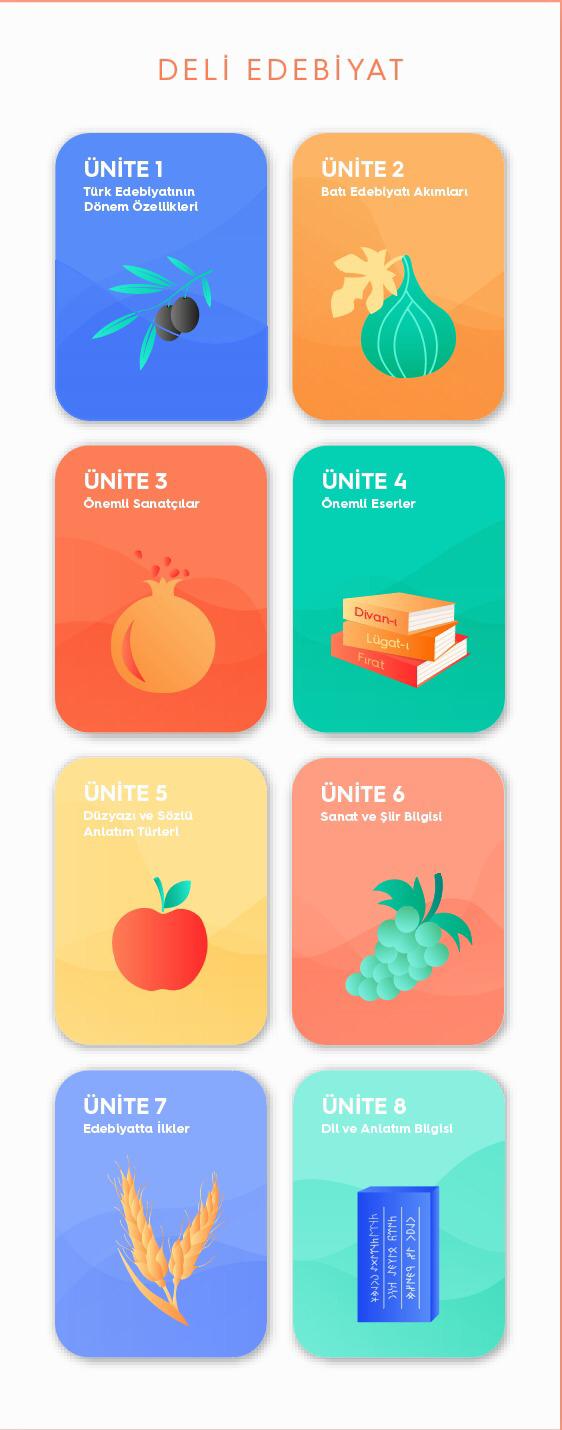 DELİ EDEBİYAT
ÜNİTE 1
Türk Edebiyatının
Dönem Özellikleri
ÜNİTE 2
Batı Edebiyatı Akımları
ÜNİTE 3
Önemli Sanatçılar
ÜNİTE 4
Önemli Eserler
Divan-ı
Lügat-ı
Fırat
ÜNİTE 5
Düzyazı ve Sözlü
Anlatım Türleri
ÜNİTE 6
Sanat ve Şiir Bilgisi
ÜNİTE 7
Edebiyatta İlkler
ÜNİTE 8
Dil ve Anlatım Bilgisi